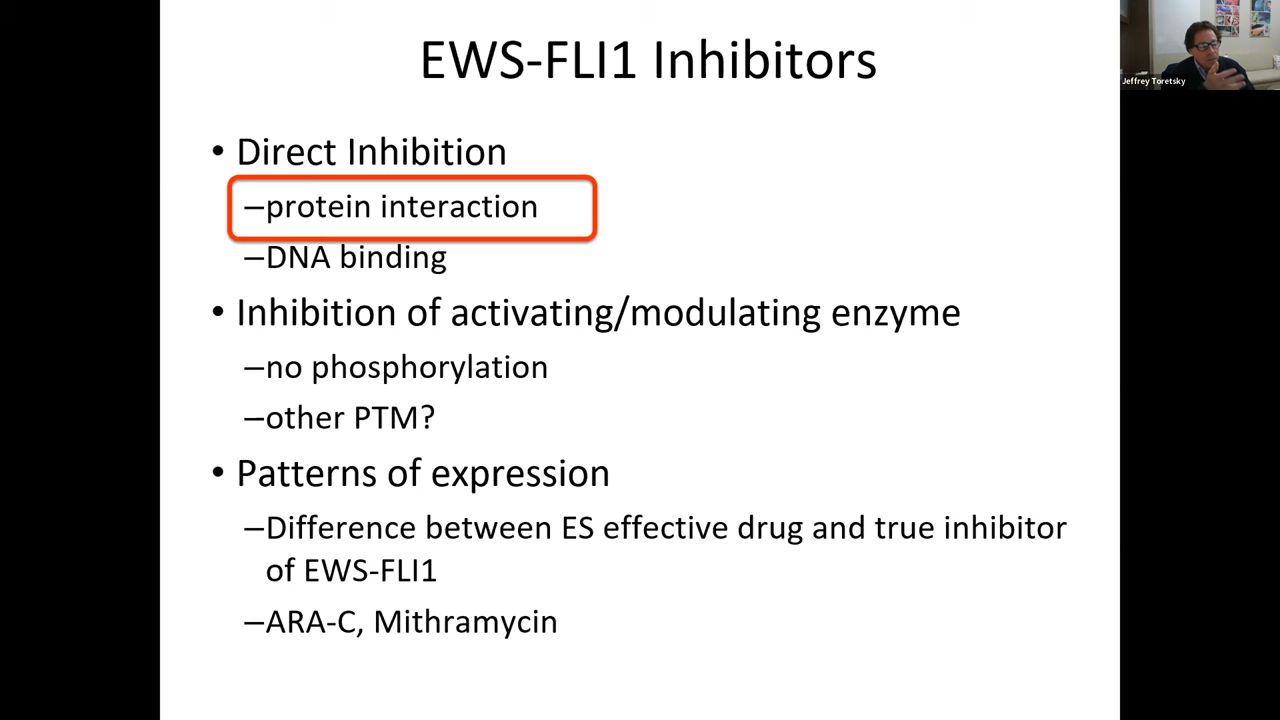 EWS-FLI1 Inhibitors
Jeffrey Toretsky
• Direct Inhibition
–protein interaction
–DNA binding
• Inhibition of activating/modulating enzyme
–no phosphorylation
–other PTM?
• Patterns of expression
–Difference between ES effective drug and true inhibitor
of EWS-FLI1
–ARA-C, Mithramycin